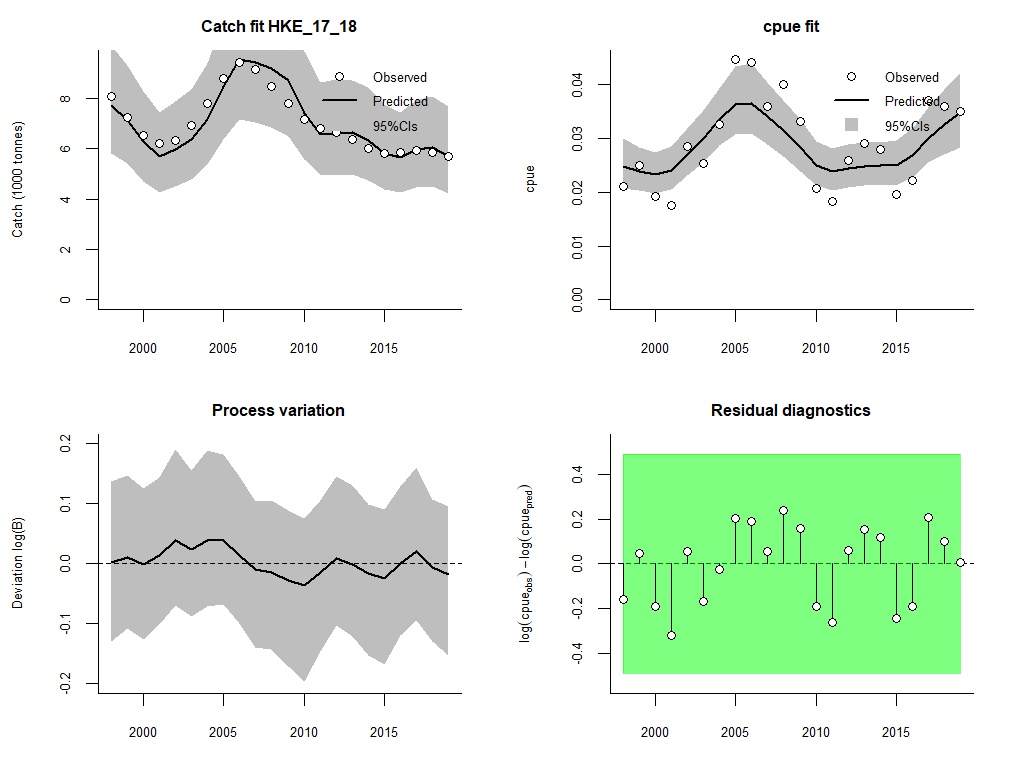 Catch fit HKE_17_18
Catch (1000 tonnes)
8
6
4
2
0
Observed
Predicted
95%CIs
2000 2005 2010 2015
cpue fit
cpue
0.04
0.03
0.02
0.01
0.00
Observed
Predicted
95%CIs
2000 2005 2010 2015
Process variation
Deviation log(B)
0.2
0.1
0.0
-0.1
-0.2
2000 2005 2010 2015
Residual diagnostics
log(cpue_obs) − log(cpue_pred)
0.4
0.2
0.0
-0.2
-0.4
2000 2005 2010 2015